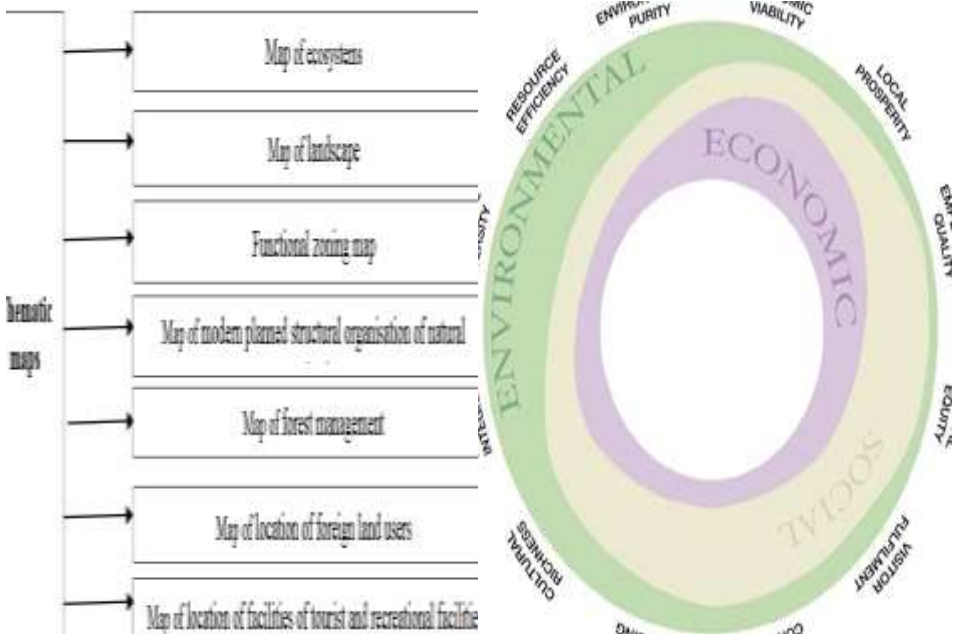 Map of ecosystems
Map of landscape
Functional zoning map
hematic
maps
Map of modern planned structural organisation of natural
Map of forest management
Map of location of foreign land users
Map of location of facilities of tourist and recreational facilitie
PURITY
VIABILITY
RESOURCE
EFFICIENCY
LOCAL
PROSPERITY
QUALITY
EQUITY
VISITOR
FULFILMENT
CULTURAL
RICHNESS
ENVIRONMENTAL
ECONOMIC
SOCIAL